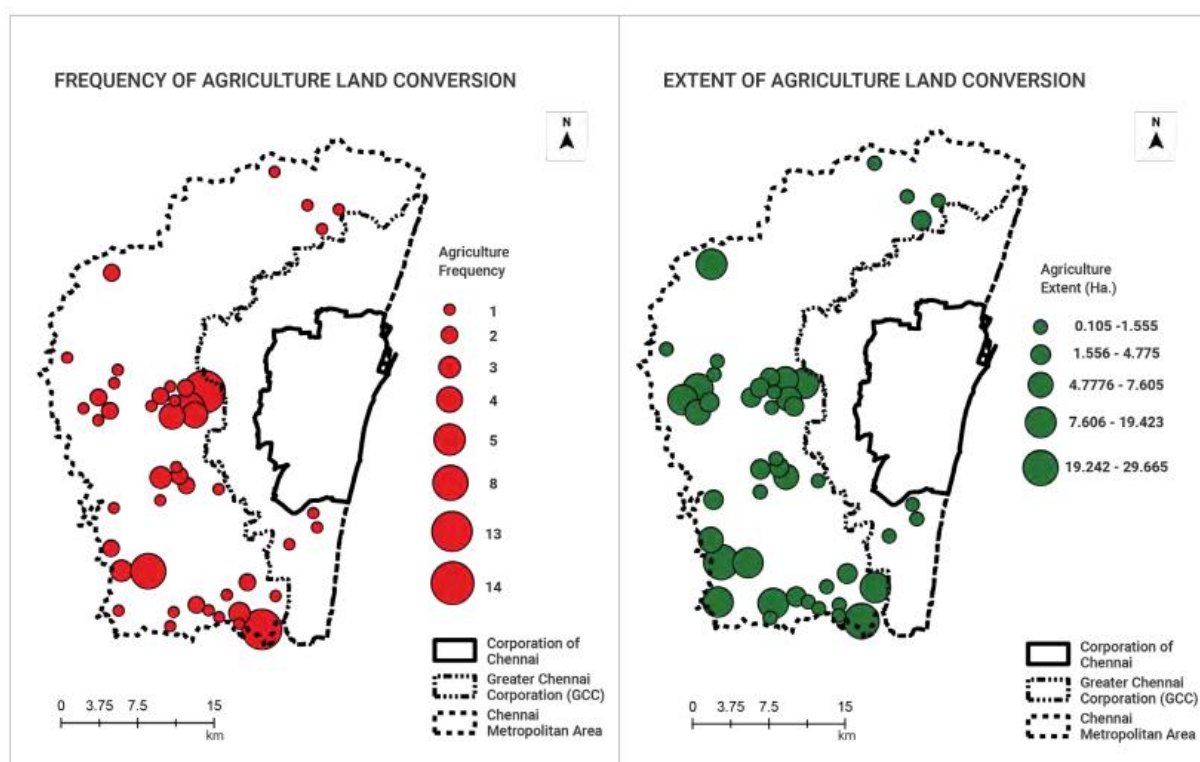 FREQUENCY OF AGRICULTURE LAND CONVERSION
N
Agriculture
Frequency
1
2
3
4
5
8
13
14
Corporation of
Chennai
Greater Chennai
Corporation (GCC)
Chennai
Metropolitan Area
0 3.75 7.5 15
km
EXTENT OF AGRICULTURE LAND CONVERSION
N
Agriculture
Extent (Ha.)
0.105 -1.555
1.556 - 4.775
4.7776 - 7.605
7.606 - 19.423
19.242 - 29.665
Corporation of
Chennai
Greater Chennai
Corporation (GCC)
Chennai
Metropolitan Area
0 3.75 7.5 15
km